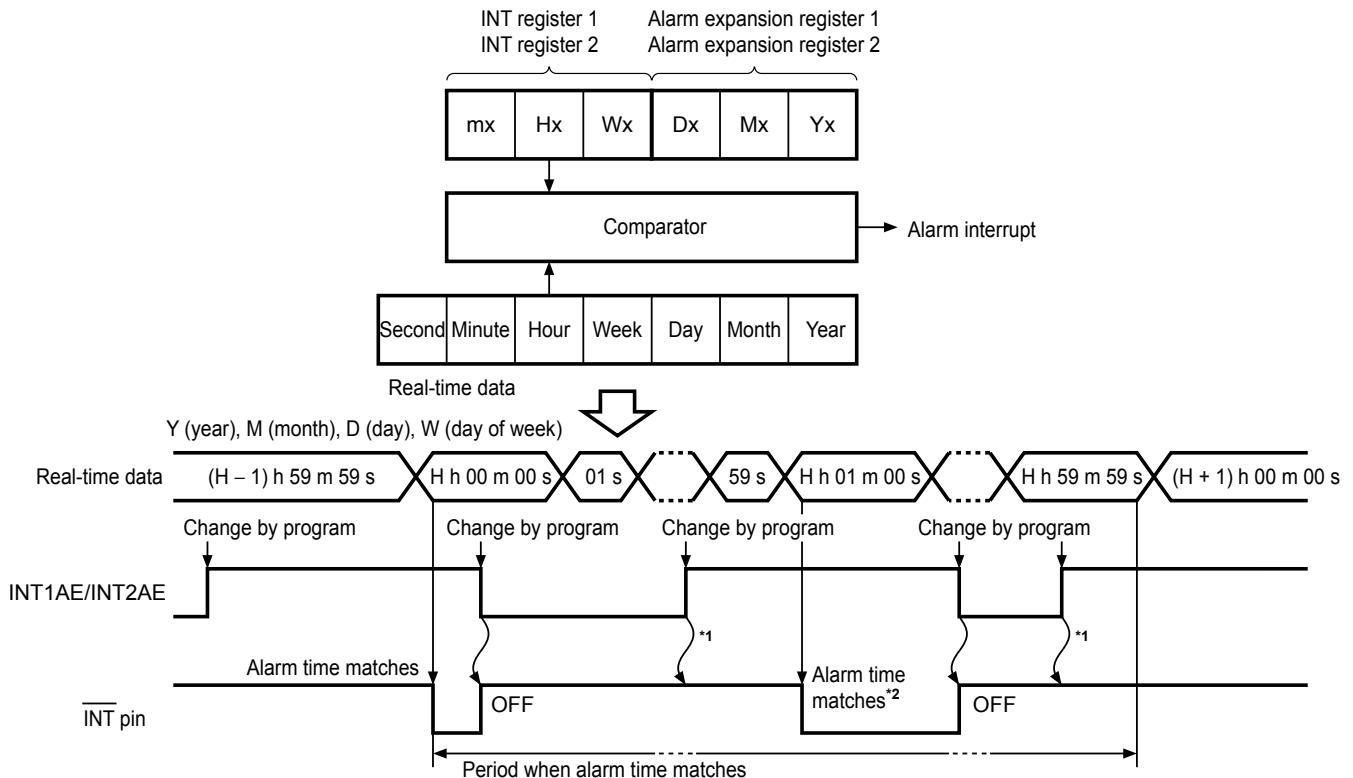 INT register 1 Alarm expansion register 1
INT register 2 Alarm expansion register 2
mx Hx Wx Dx Mx Yx
Comparator
Alarm interrupt
Second Minute Hour Week Day Month Year
Real-time data
Y (year), M (month), D (day), W (day of week)
Real-time data (H − 1) h 59 m 59 s H h 00 m 00 s 01 s 59 s H h 01 m 00 s H h 59 m 59 s (H + 1) h 00 m 00 s
Change by program Change by program Change by program Change by program Change by program
INT1AE/INT2AE
*1 *1
Alarm time matches Alarm time
matches*2
INT pin OFF OFF
Period when alarm time matches